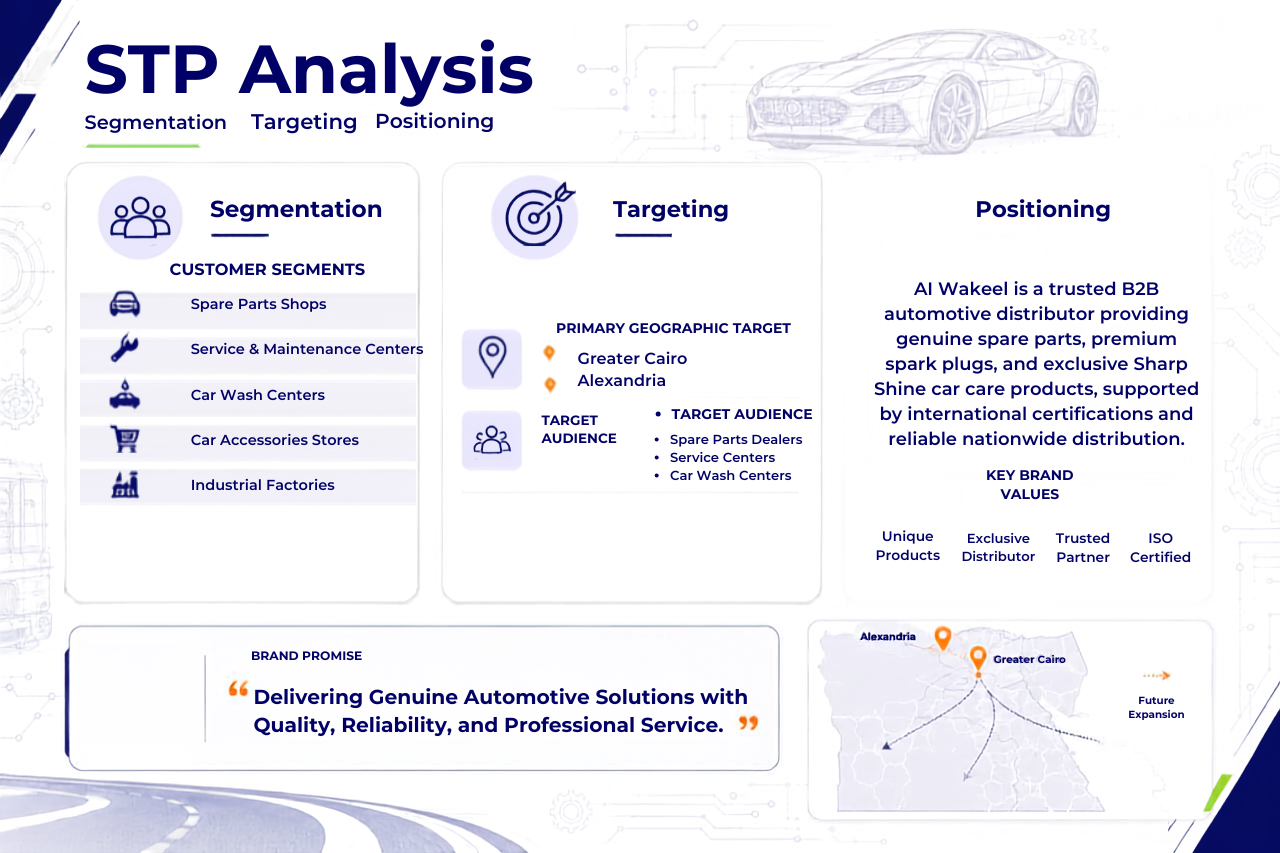 STP Analysis
Segmentation Targeting Positioning
Segmentation
CUSTOMER SEGMENTS
Spare Parts Shops
Service & Maintenance Centers
Car Wash Centers
Car Accessories Stores
Industrial Factories
Targeting
PRIMARY GEOGRAPHIC TARGET
Greater Cairo
Alexandria
TARGET
AUDIENCE
• TARGET AUDIENCE
• Spare Parts Dealers
• Service Centers
• Car Wash Centers
Positioning
AI Wakeel is a trusted B2B
automotive distributor providing
genuine spare parts, premium
spark plugs, and exclusive Sharp
Shine car care products, supported
by international certifications and
reliable nationwide distribution.
KEY BRAND
VALUES
Unique
Products
Exclusive
Distributor
Trusted
Partner
ISO
Certified
BRAND PROMISE
“Delivering Genuine Automotive Solutions with
Quality, Reliability, and Professional Service.”
Alexandria
Greater Cairo
Future
Expansion